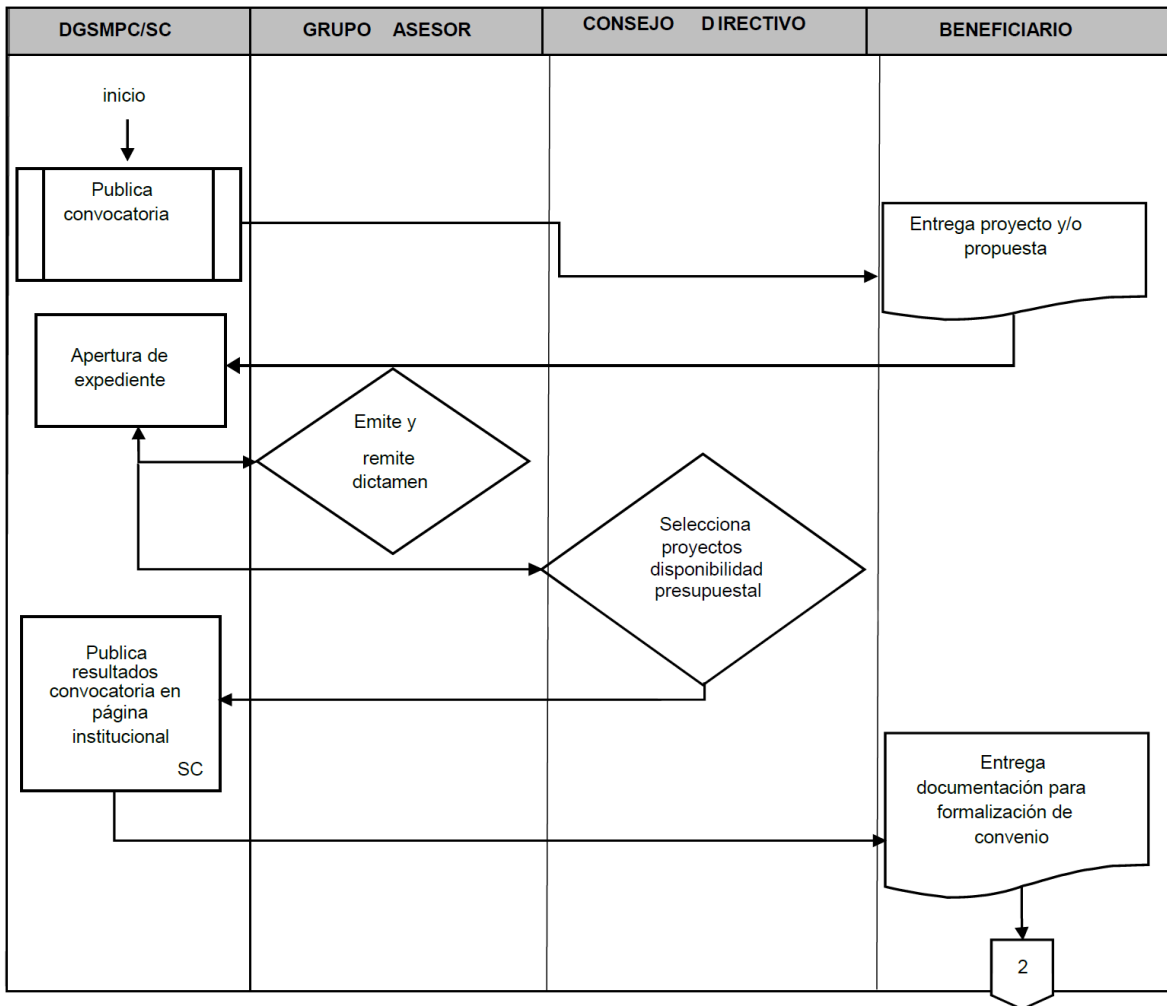 DGSMPC/SC
GRUPO ASESOR
CONSEJO DIRECTIVO
BENEFICIARIO
inicio
Publica
convocatoria
Entrega proyecto y/o
propuesta
Apertura de
expediente
Emite y
remite
dictamen
Selecciona
proyectos
disponibilidad
presupuestal
Publica
resultados
convocatoria en
página
institucional
SC
Entrega
documentación para
formalización de
convenio
2